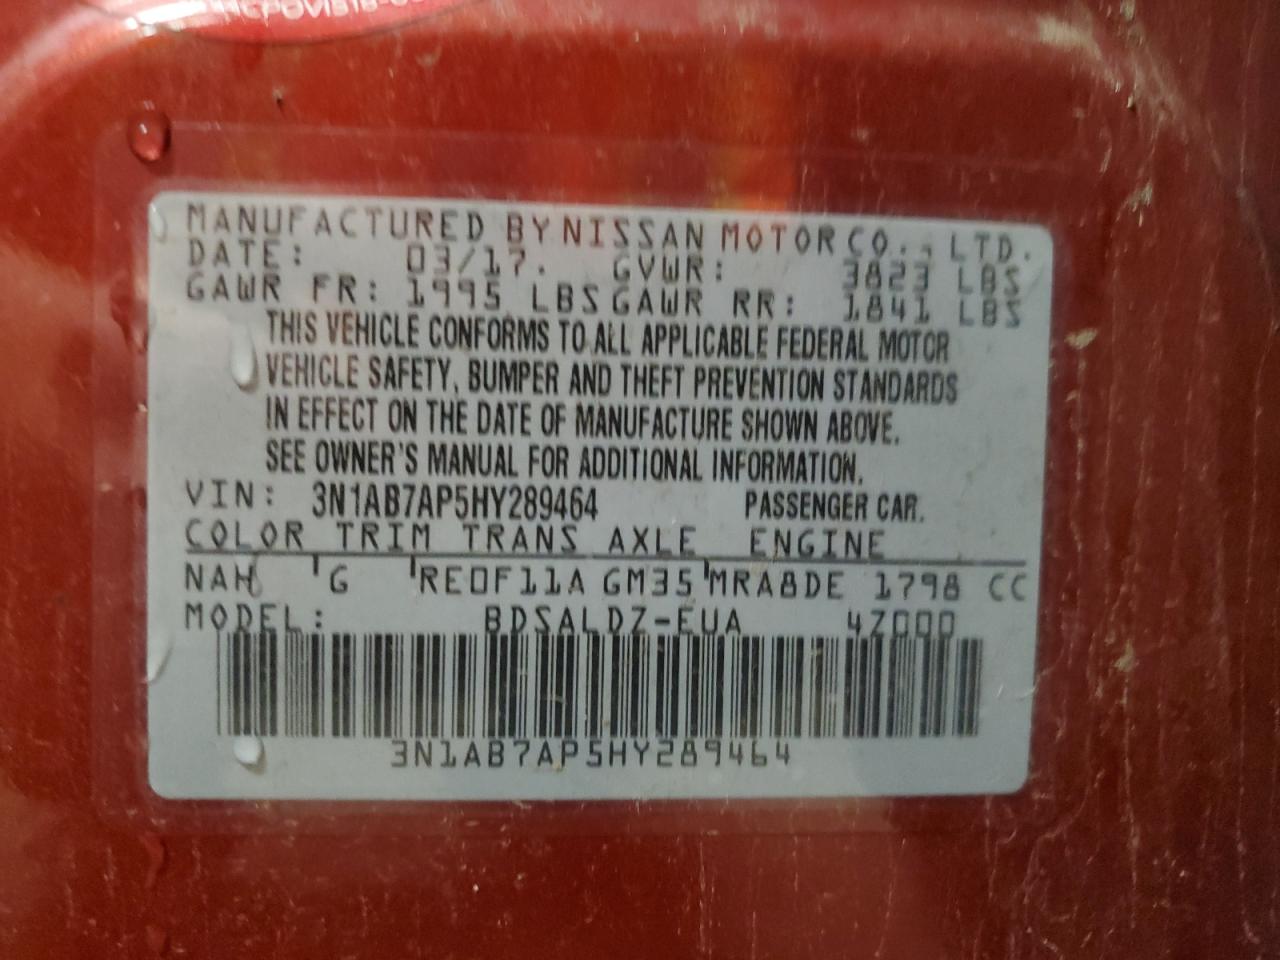 MANUFACTURED BY NISSAN MOTOR CO., LTD.
DATE: 03/17. GVWR: 3823 LBS
GAWR FR: 1995 LBS GAWR RR: 1841 LBS
THIS VEHICLE CONFORMS TO ALL APPLICABLE FEDERAL MOTOR
VEHICLE SAFETY, BUMPER AND THEFT PREVENTION STANDARDS
IN EFFECT ON THE DATE OF MANUFACTURE SHOWN ABOVE.
SEE OWNER'S MANUAL FOR ADDITIONAL INFORMATION.
VIN: 3N1AB7AP5HY289464 PASSENGER CAR.
COLOR TRIM TRANS AXLE ENGINE
NAH G RE0F11A GM35 MRA8DE 1798 CC
MODEL: BDSALDZ-EUA 4Z000
3N1AB7AP5HY289464